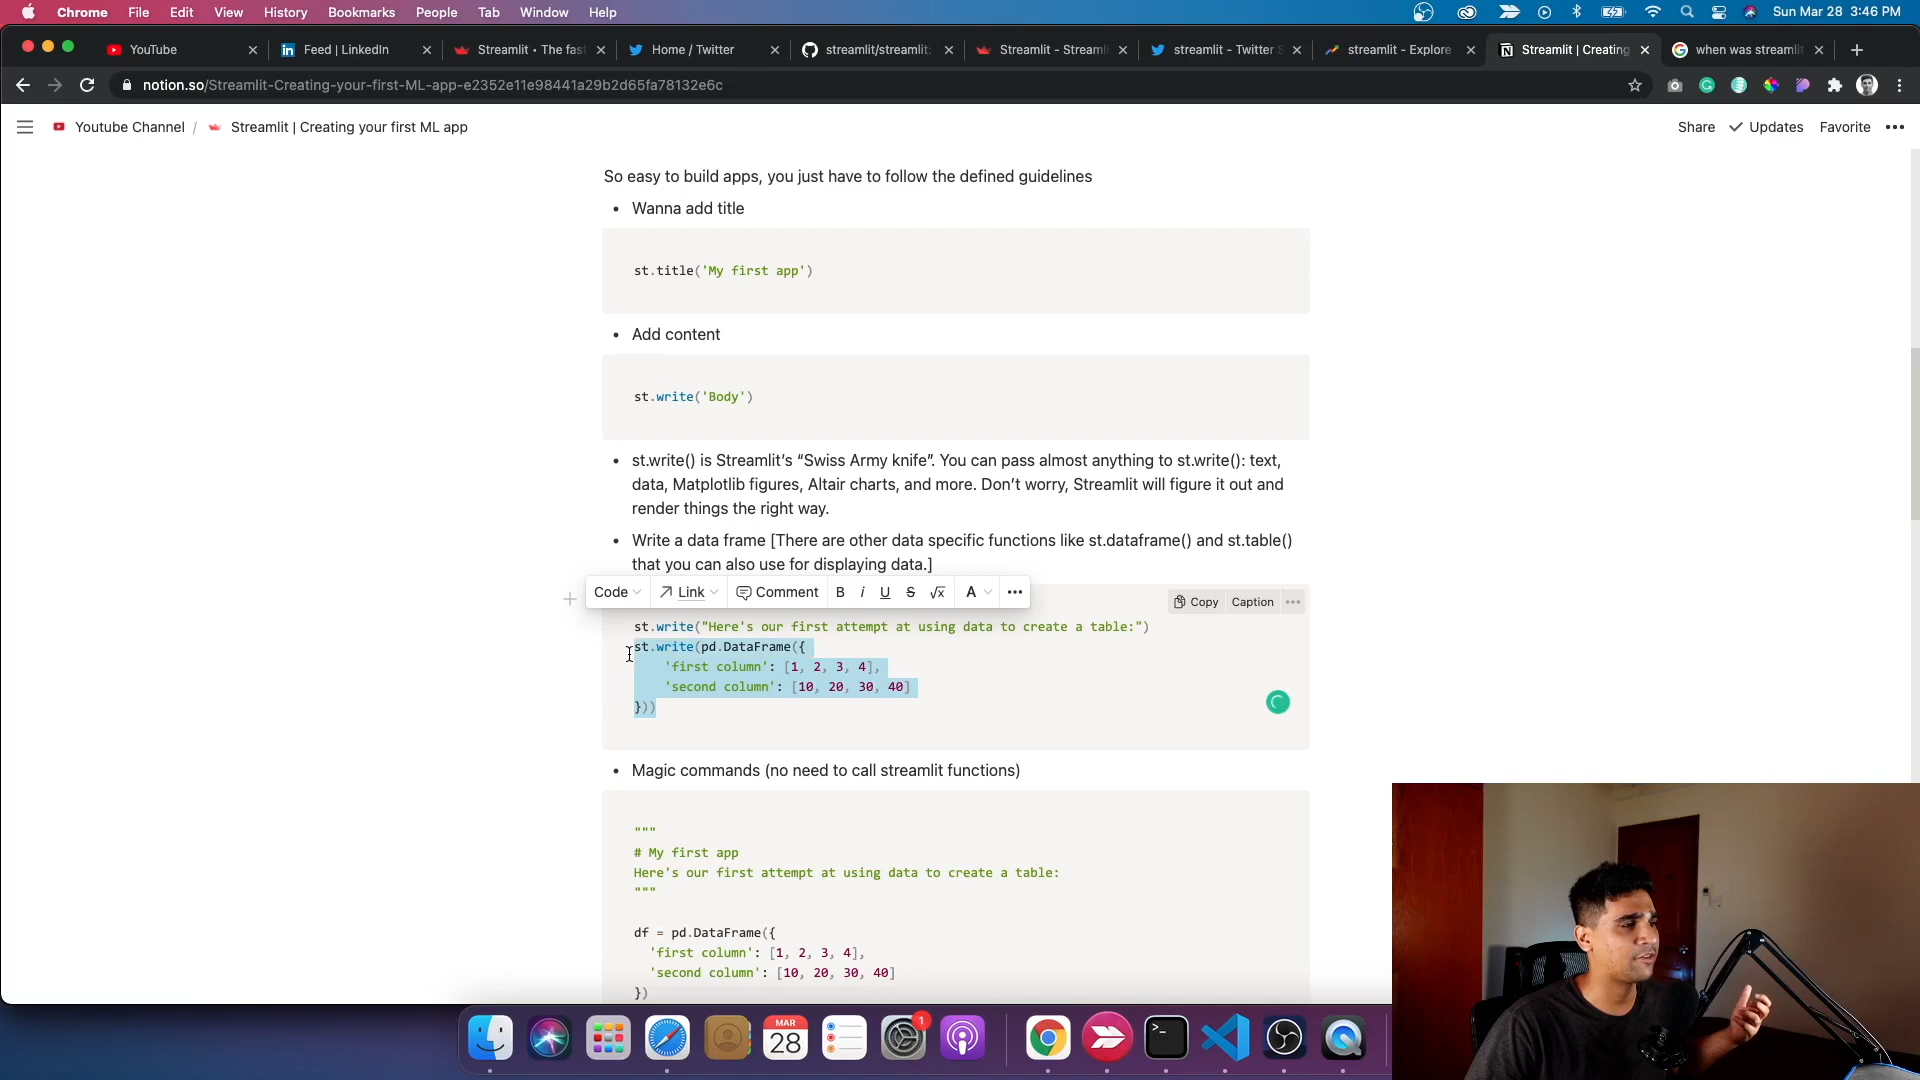 Chrome File Edit View History Bookmarks People Tab Window Help Sun Mar 28 3:46 PM
YouTube Feed | LinkedIn Streamlit • The fas Home / Twitter streamlit/streamlit: Streamlit - Streaml streamlit - Twitter S streamlit - Explore Streamlit | Creating when was streamlit
notion.so/Streamlit-Creating-your-first-ML-app-e2352e11e98441a29b2d65fa78132e6c
Youtube Channel / Streamlit | Creating your first ML app Share Updates Favorite
So easy to build apps, you just have to follow the defined guidelines
• Wanna add title
st.title('My first app')
• Add content
st.write('Body')
• st.write() is Streamlit's “Swiss Army knife”. You can pass almost anything to st.write(): text,
data, Matplotlib figures, Altair charts, and more. Don't worry, Streamlit will figure it out and
render things the right way.
• Write a data frame [There are other data specific functions like st.dataframe() and st.table()
that you can also use for displaying data.]
Code Link Comment B i U S √x A •••
Copy Caption
st.write("Here's our first attempt at using data to create a table:")
st.write(pd.DataFrame({
'first column': [1, 2, 3, 4],
'second column': [10, 20, 30, 40]
}))
• Magic commands (no need to call streamlit functions)
"""
# My first app
Here's our first attempt at using data to create a table:
"""
df = pd.DataFrame({
'first column': [1, 2, 3, 4],
'second column': [10, 20, 30, 40]
})
MAR
28
1